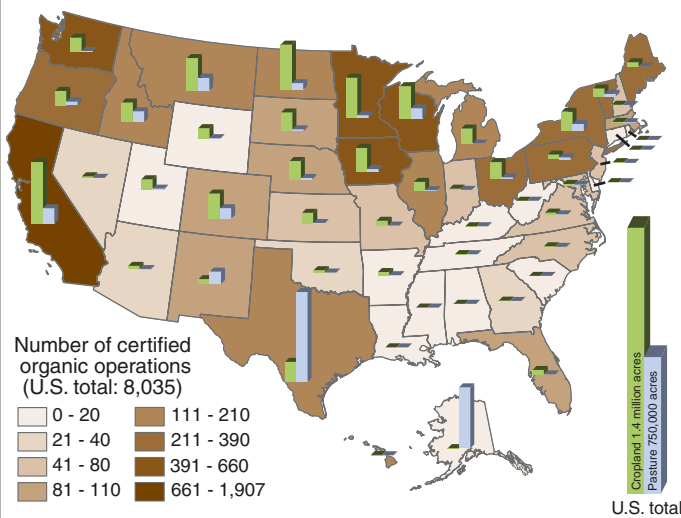 Number of certified
organic operations
(U.S. total: 8,035)
0 - 20
21 - 40
41 - 80
81 - 110
111 - 210
211 - 390
391 - 660
661 - 1,907
Cropland 1.4 million acres
Pasture 750,000 acres
U.S. total